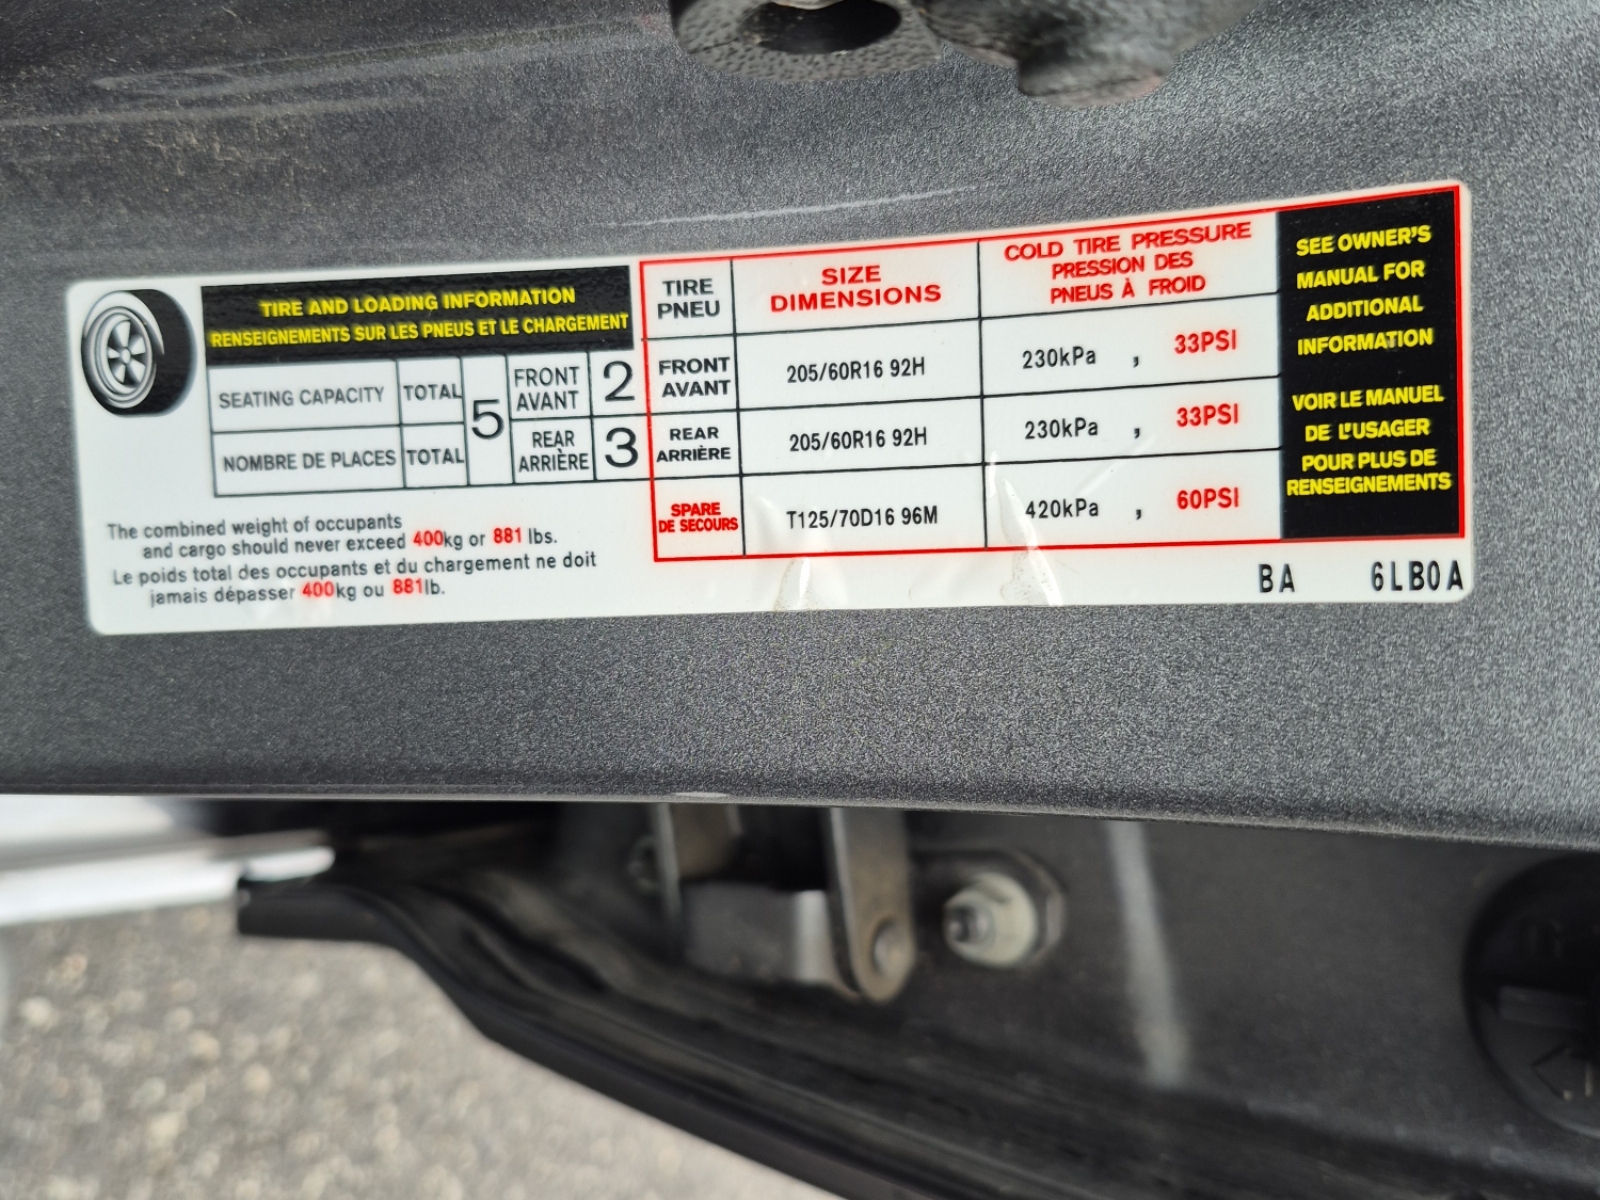 TIRE AND LOADING INFORMATION
RENSEIGNEMENTS SUR LES PNEUS ET LE CHARGEMENT
SEATING CAPACITY TOTAL 5 FRONT AVANT 2
NOMBRE DE PLACES TOTAL REAR ARRIÈRE 3
The combined weight of occupants
and cargo should never exceed 400kg or 881 lbs.
Le poids total des occupants et du chargement ne doit
jamais dépasser 400kg ou 881lb.
TIRE PNEU SIZE DIMENSIONS COLD TIRE PRESSURE PRESSION DES PNEUS À FROID
FRONT AVANT 205/60R16 92H 230kPa , 33PSI
REAR ARRIÈRE 205/60R16 92H 230kPa , 33PSI
SPARE DE SECOURS T125/70D16 96M 420kPa , 60PSI
SEE OWNER'S
MANUAL FOR
ADDITIONAL
INFORMATION
VOIR LE MANUEL
DE L'USAGER
POUR PLUS DE
RENSEIGNEMENTS
BA 6LB0A